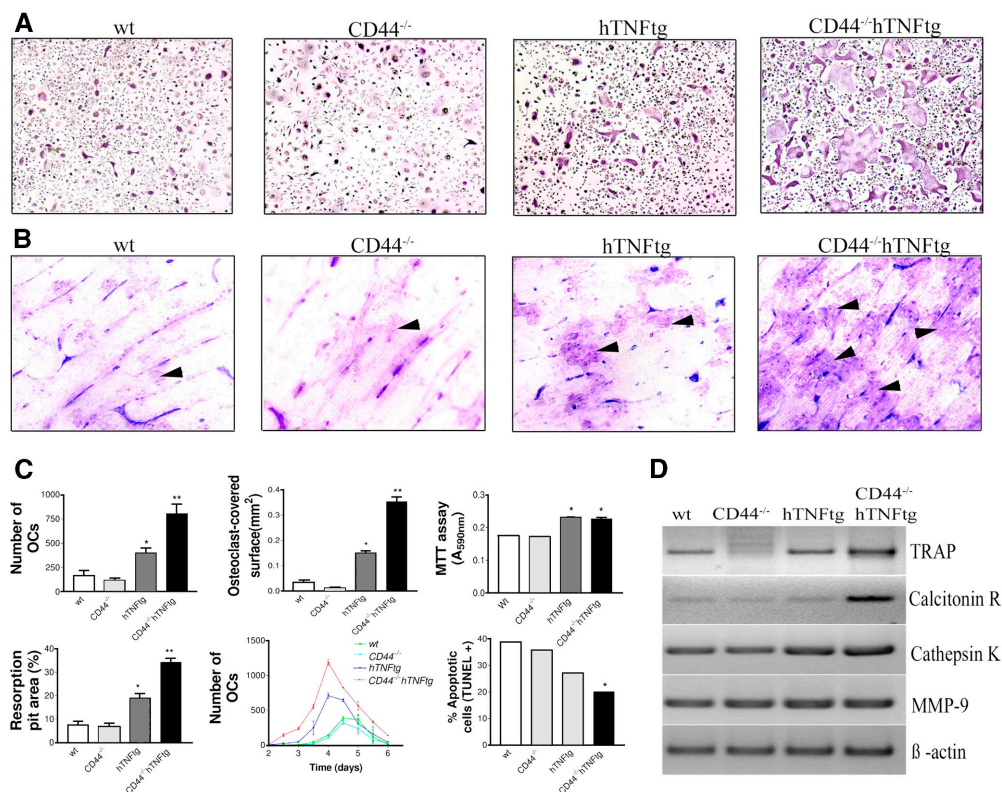 A
wt
CD44-/-
hTNFtg
CD44-/-hTNFtg
B
wt
CD44-/-
hTNFtg
CD44-/-hTNFtg
C
Number of
OCs
1000
750
500
250
0
*
**
wt
CD44-/-
hTNFtg
CD44-/-hTNFtg
Osteoclast-covered
surface(mm2)
0.4
0.3
0.2
0.1
0.0
*
**
wt
CD44-/-
hTNFtg
CD44-/-hTNFtg
MTT assay
(A590nm)
0.3
0.2
0.1
0.0
*
*
Wt
CD44-/-
hTNFtg
CD44-/-hTNFtg
Resorption
pit area (%)
40
30
20
10
0
*
**
wt
CD44-/-
hTNFtg
CD44-/-hTNFtg
Number of
OCs
1500
1000
500
0
wt
CD44-/-
hTNFtg
CD44-/-hTNFtg
2 3 4 5 6
Time (days)
% Apoptotic
cells (TUNEL +)
40
30
20
10
0
*
wt
CD44-/-
hTNFtg
CD44-/-hTNFtg
D
wt
CD44-/-
hTNFtg
CD44-/-
hTNFtg
TRAP
Calcitonin R
Cathepsin K
MMP-9
ß -actin